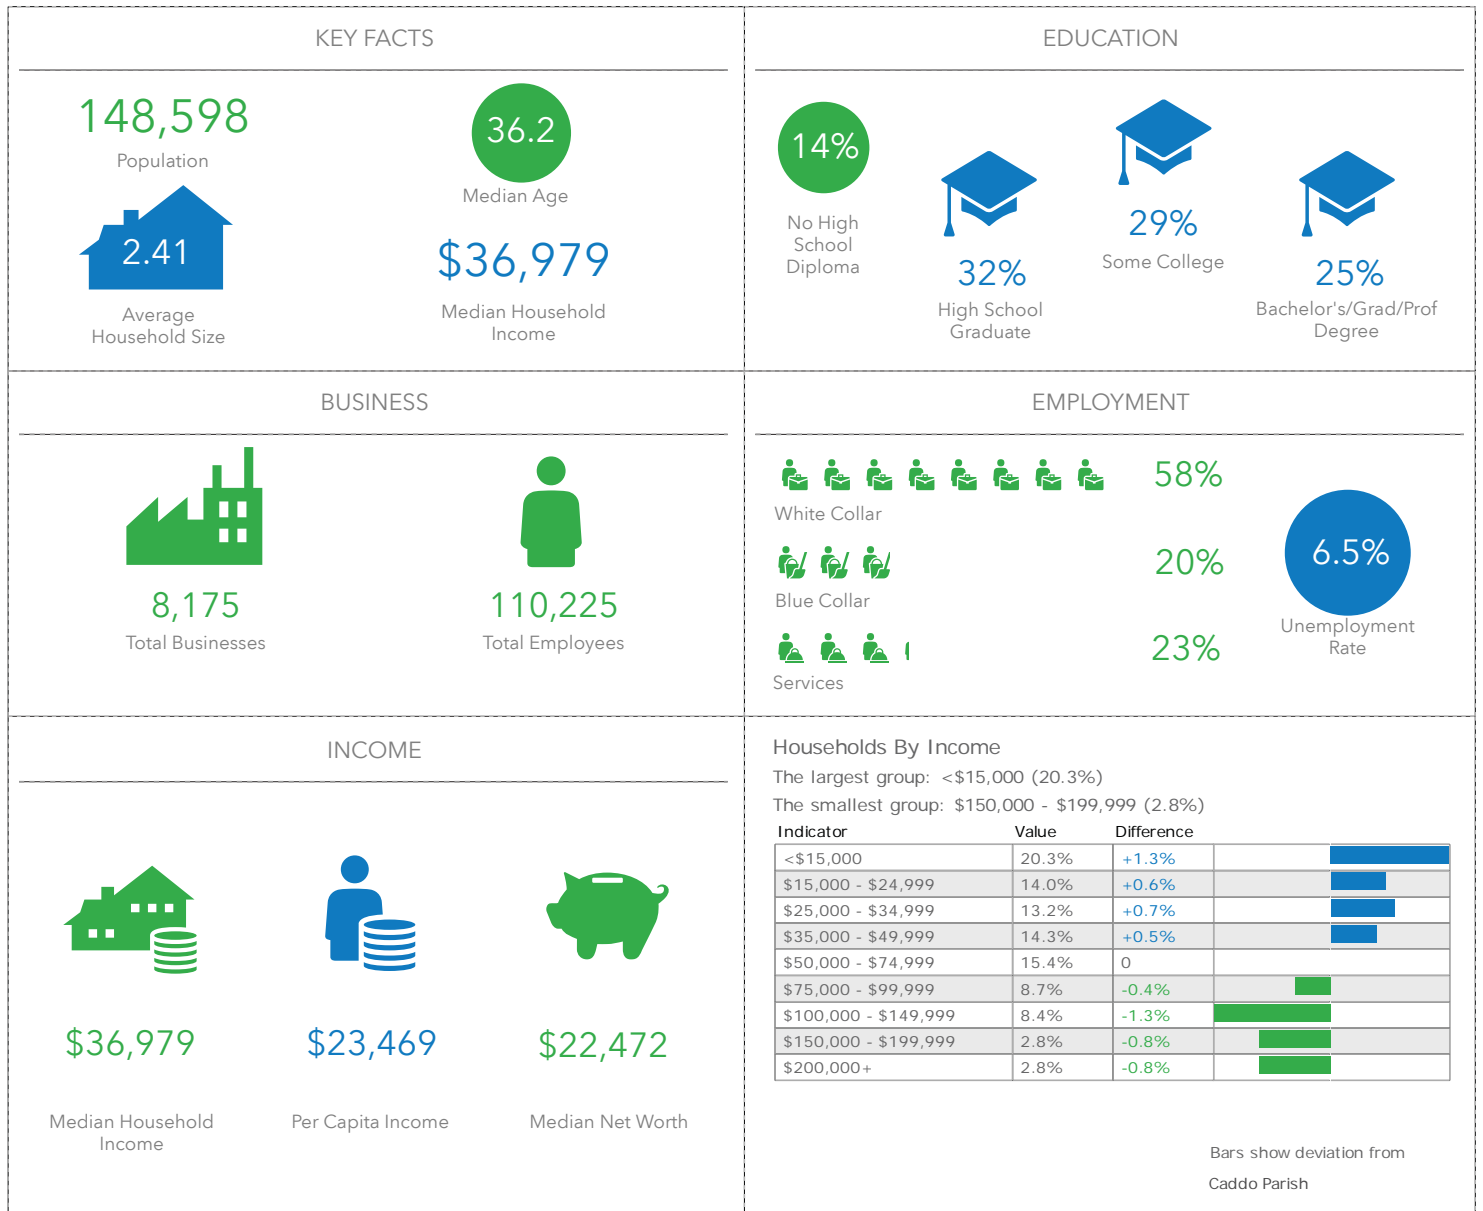 KEY FACTS
148,598
Population
36.2
Median Age
2.41
Average
Household Size
$36,979
Median Household
Income
EDUCATION
14%
No High
School
Diploma
32%
High School
Graduate
29%
Some College
25%
Bachelor's/Grad/Prof
Degree
BUSINESS
8,175
Total Businesses
110,225
Total Employees
EMPLOYMENT
58%
White Collar
20%
Blue Collar
23%
Services
6.5%
Unemployment
Rate
INCOME
$36,979
Median Household
Income
$23,469
Per Capita Income
$22,472
Median Net Worth
Households By Income
The largest group: <$15,000 (20.3%)
The smallest group: $150,000 - $199,999 (2.8%)
Indicator Value Difference
<$15,000 20.3% +1.3%
$15,000 - $24,999 14.0% +0.6%
$25,000 - $34,999 13.2% +0.7%
$35,000 - $49,999 14.3% +0.5%
$50,000 - $74,999 15.4% 0
$75,000 - $99,999 8.7% -0.4%
$100,000 - $149,999 8.4% -1.3%
$150,000 - $199,999 2.8% -0.8%
$200,000+ 2.8% -0.8%
Bars show deviation from
Caddo Parish